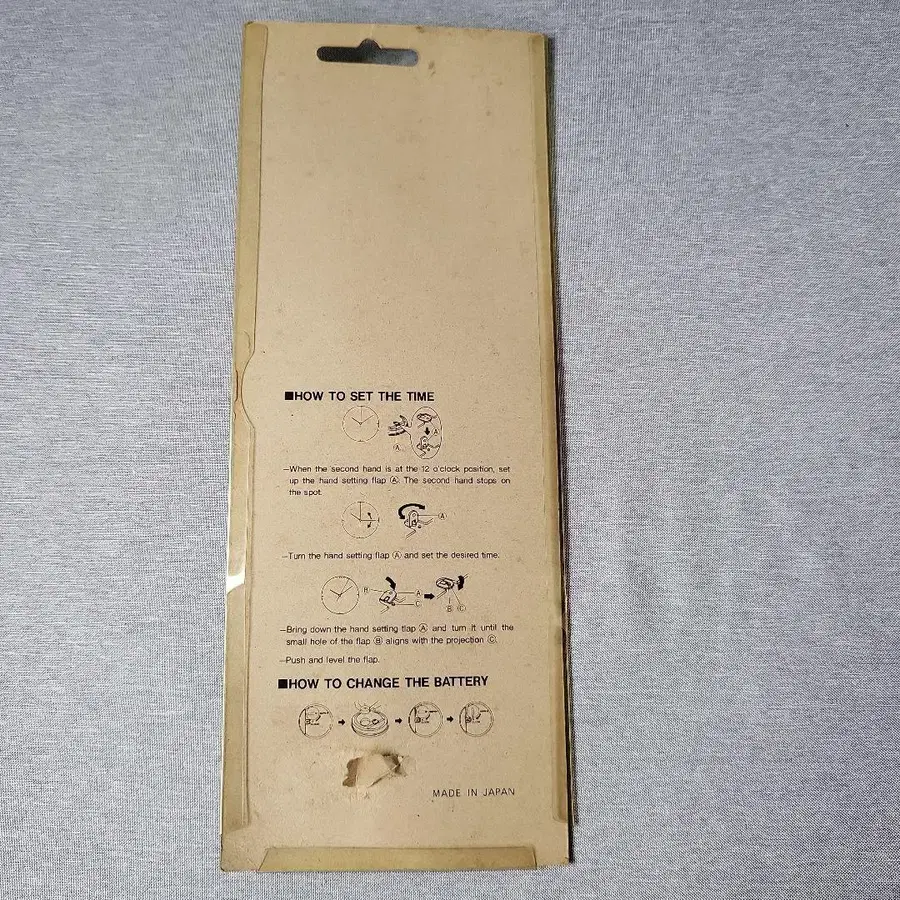 ■HOW TO SET THE TIME
A
A
—When the second hand is at the 12 o'clock position, set
up the hand setting flap Ⓐ. The second hand stops on
the spot.
A
—Turn the hand setting flap Ⓐ and set the desired time.
B A
C
B C
—Bring down the hand setting flap Ⓐ and turn it until the
small hole of the flap Ⓑ aligns with the projection Ⓒ.
—Push and level the flap.
■HOW TO CHANGE THE BATTERY
MADE IN JAPAN